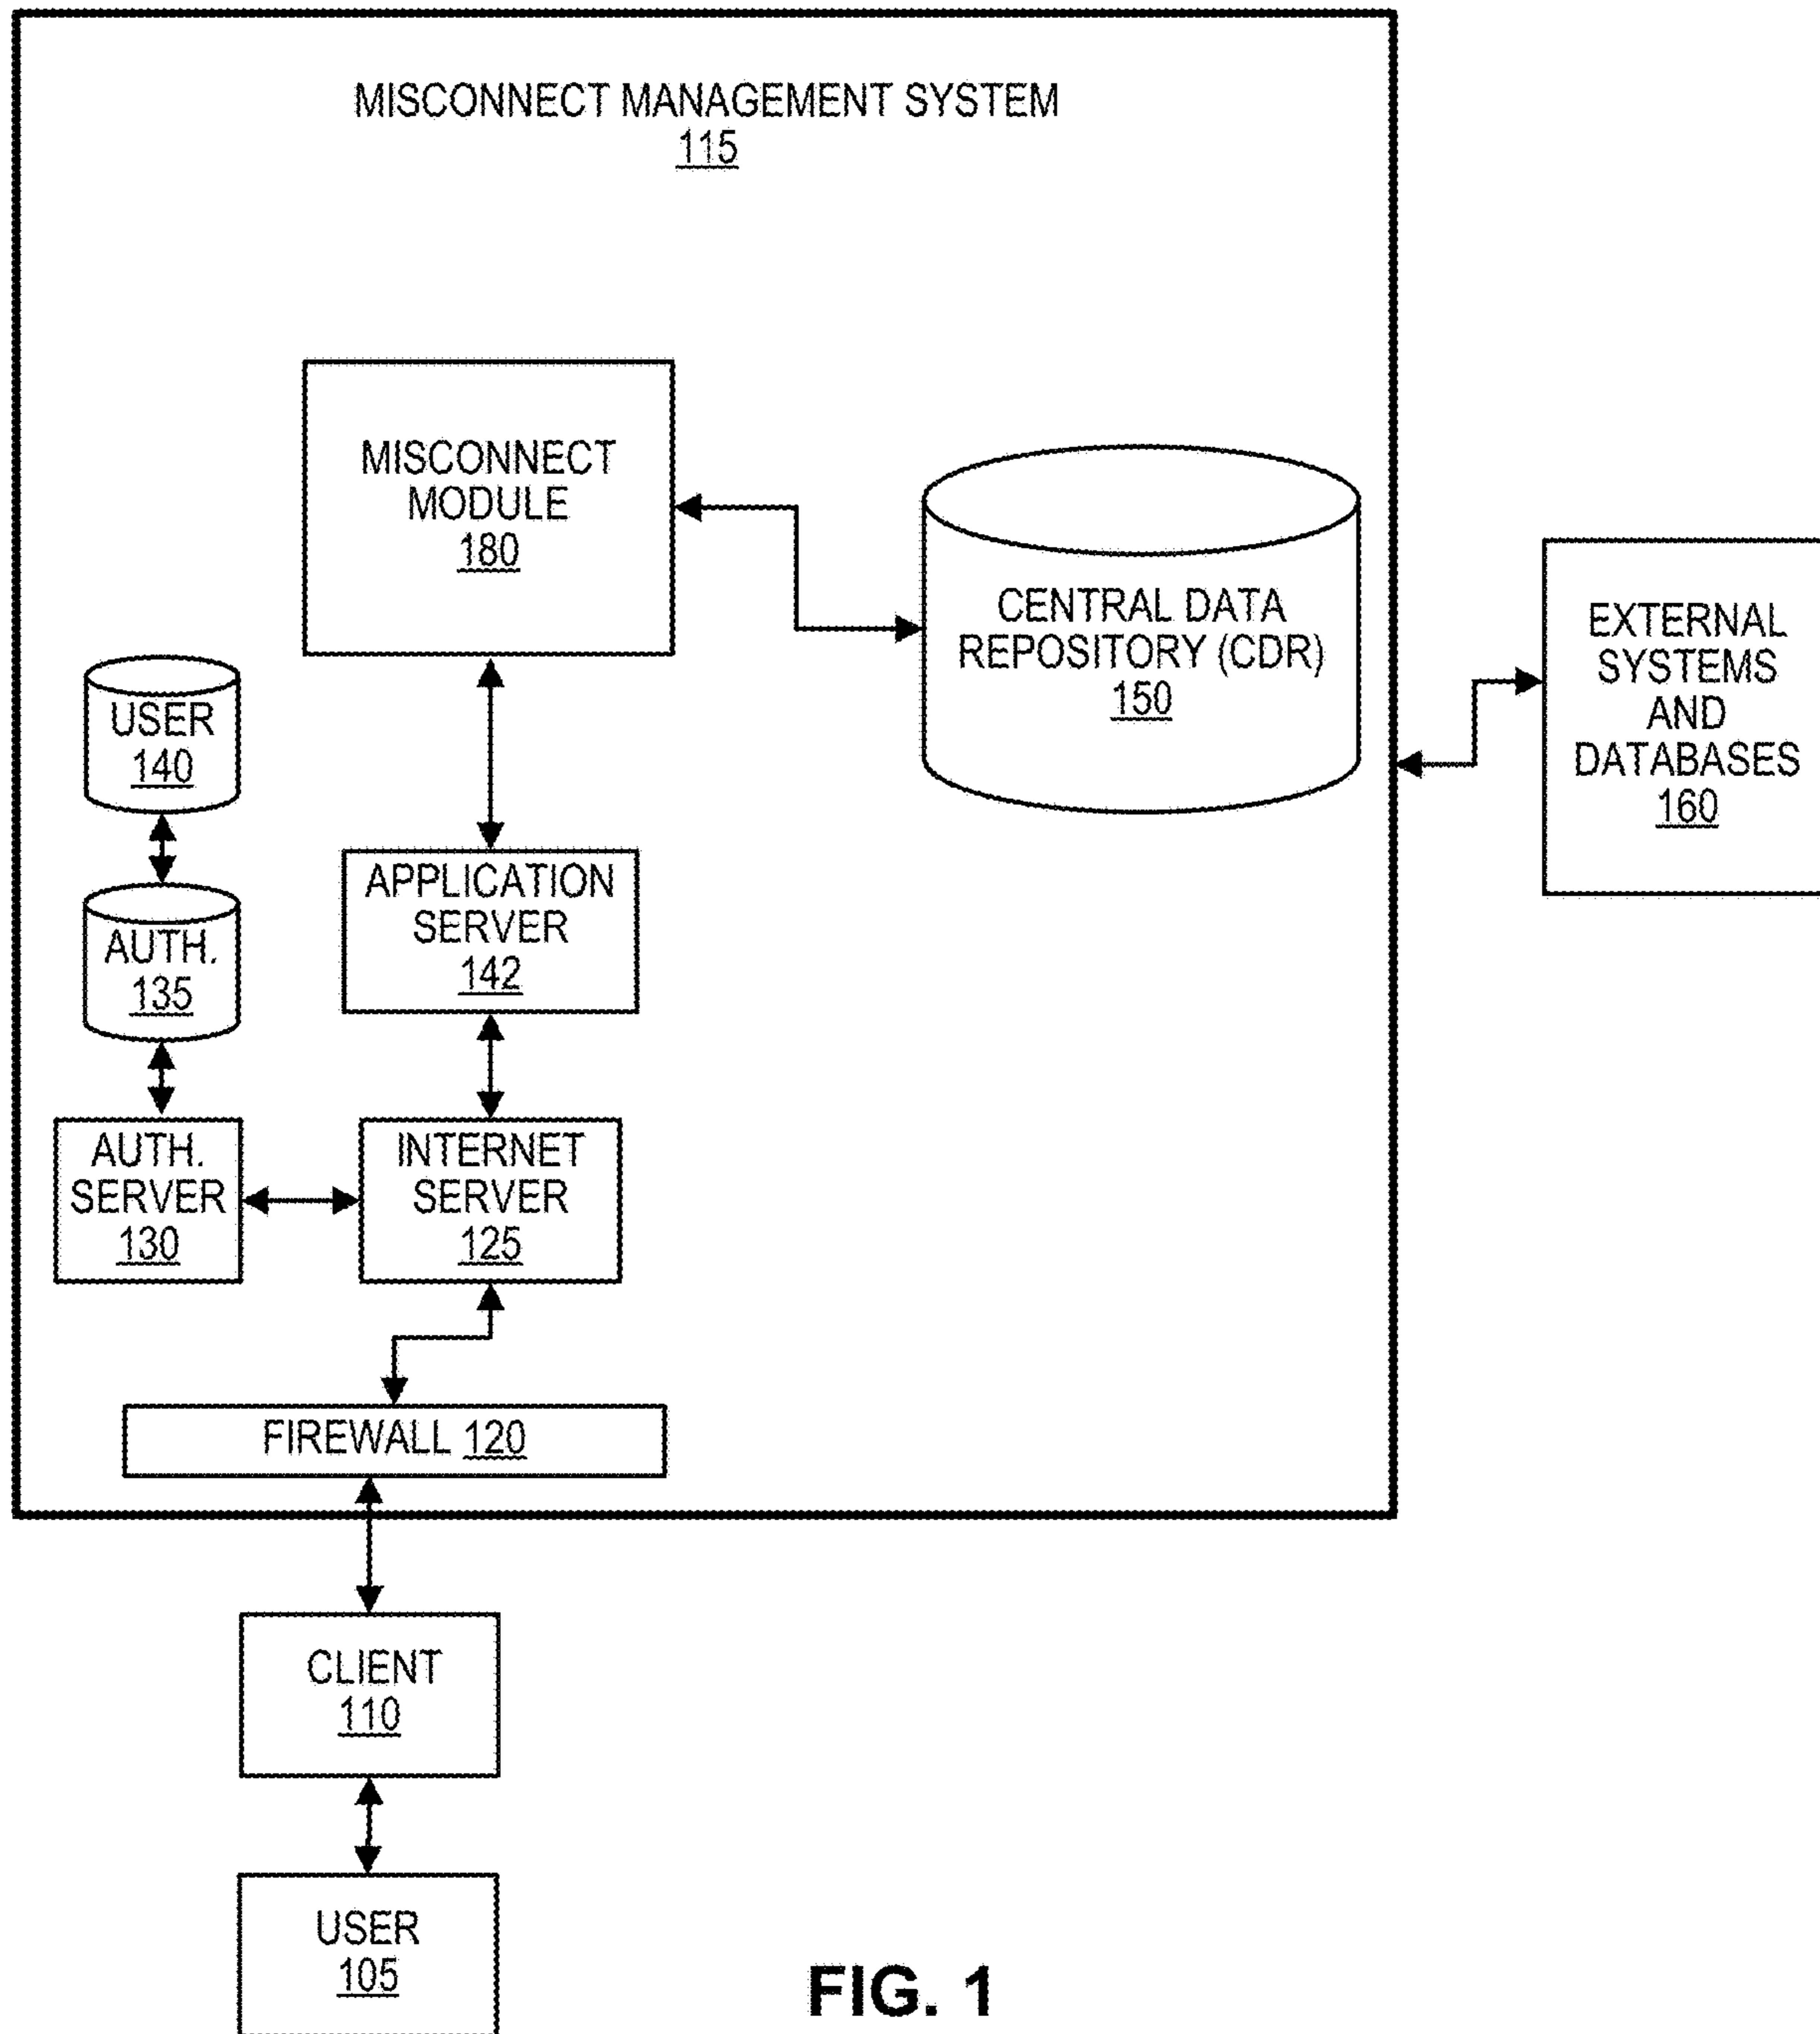 MISCONNECT MANAGEMENT SYSTEM
115
MISCONNECT
MODULE
180
CENTRAL DATA
REPOSITORY (CDR)
150
EXTERNAL
SYSTEMS
AND
DATABASES
160
USER
140
AUTH.
135
APPLICATION
SERVER
142
AUTH.
SERVER
130
INTERNET
SERVER
125
FIREWALL 120
CLIENT
110
USER
105
FIG. 1